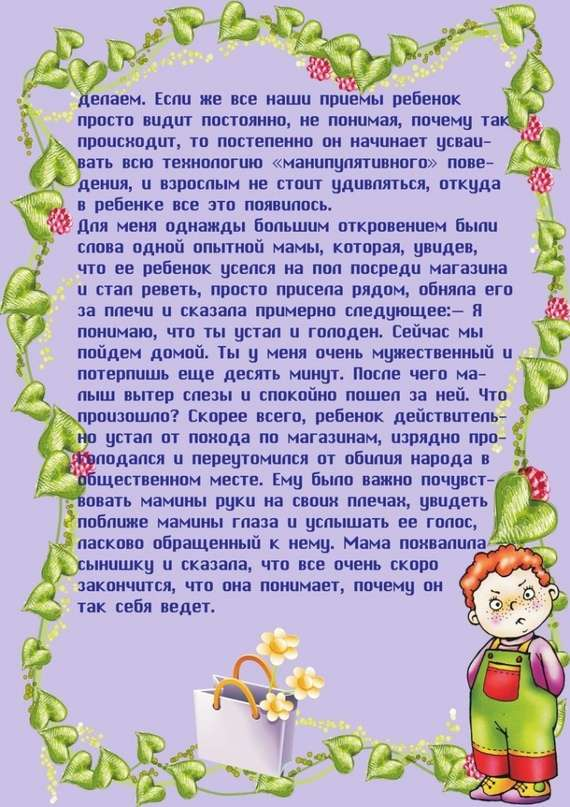 делаем. Если же все наши приемы ребенок
просто видит постоянно, не понимая, почему так
происходит, то постепенно он начинает усваи-
вать всю технологию «манипулятивного» пове-
дения, и взрослым не стоит удивляться, откуда
в ребенке все это появилось.
Для меня однажды большим откровением были
слова одной опытной мамы, которая, увидев,
что ее ребенок уселся на пол посреди магазина
и стал реветь, просто присела рядом, обняла его
за плечи и сказала примерно следующее:– Я
понимаю, что ты устал и голоден. Сейчас мы
пойдем домой. Ты у меня очень мужественный и
потерпишь еще десять минут. После чего ма-
лыш вытер слезы и спокойно пошел за ней. Что
произошло? Скорее всего, ребенок действитель-
но устал от похода по магазинам, изрядно про-
голодался и переутомился от обилия народа в
общественном месте. Ему было важно почувст-
вовать мамины руки на своих плечах, увидеть
поближе мамины глаза и услышать ее голос,
ласково обращенный к нему. Мама похвалила
сынишку и сказала, что все очень скоро
закончится, что она понимает, почему он
так себя ведет.